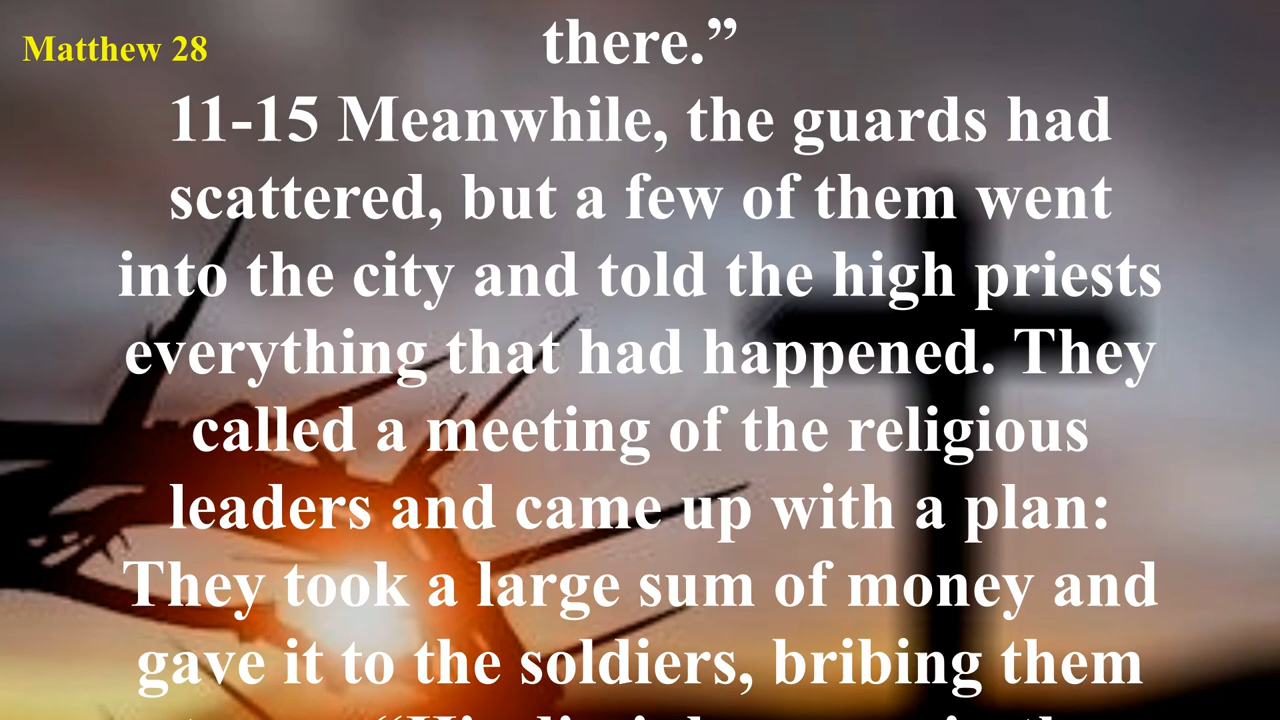 Matthew 28
there.”
11-15 Meanwhile, the guards had
scattered, but a few of them went
into the city and told the high priests
everything that had happened. They
called a meeting of the religious
leaders and came up with a plan:
They took a large sum of money and
gave it to the soldiers, bribing them